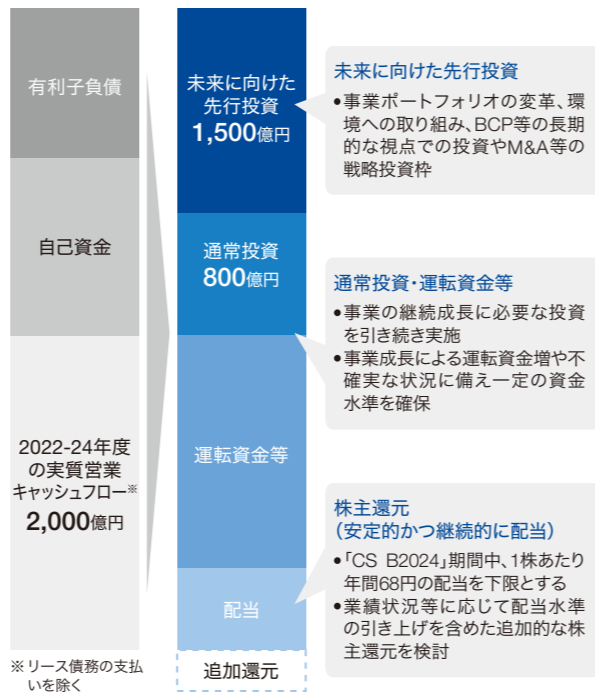 有利子負債
自己資金
2022-24年度
の実質営業
キャッシュフロー※
2,000億円
※リース債務の支払
いを除く
未来に向けた
先行投資
1,500億円
通常投資
800億円
運転資金等
配当
追加還元
未来に向けた先行投資
●事業ポートフォリオの変革、環
境への取り組み、BCP等の長期
的な視点での投資やM&A等の
戦略投資枠
通常投資・運転資金等
●事業の継続成長に必要な投資
を引き続き実施
●事業成長による運転資金増や不
確実な状況に備え一定の資金
水準を確保
株主還元
（安定的かつ継続的に配当）
●「CS B2024」期間中、1株あたり
年間68円の配当を下限とする
●業績状況等に応じて配当水準
の引き上げを含めた追加的な株
主還元を検討